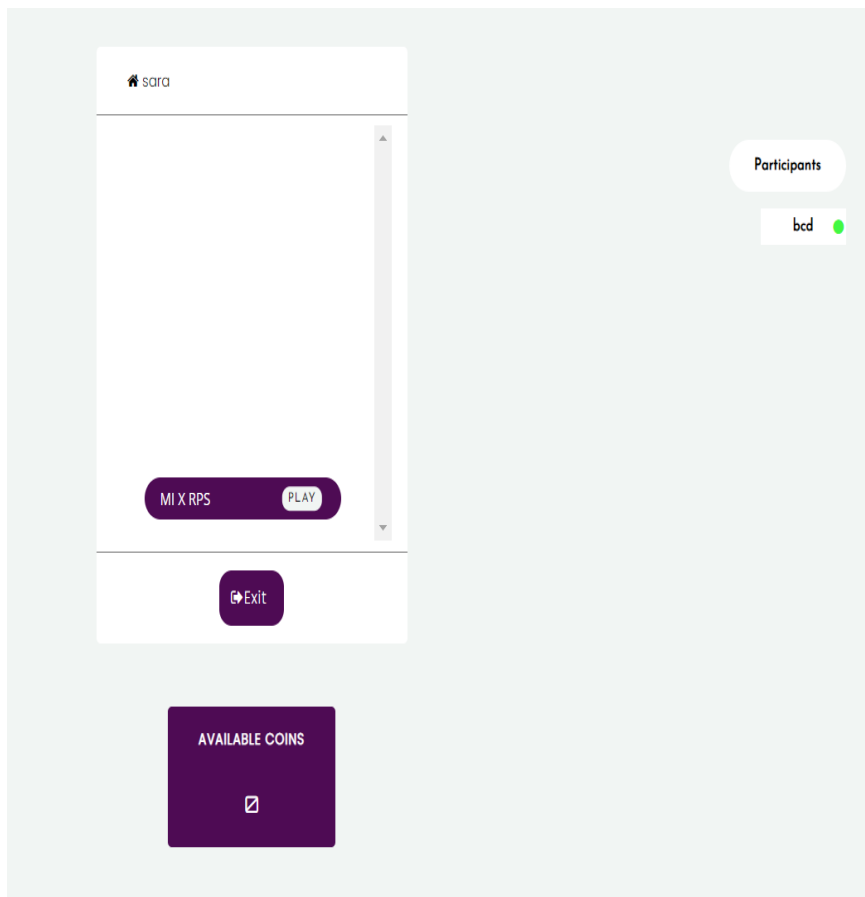 sara
Participants
bcd
MI X RPS
PLAY
Exit
AVAILABLE COINS
0